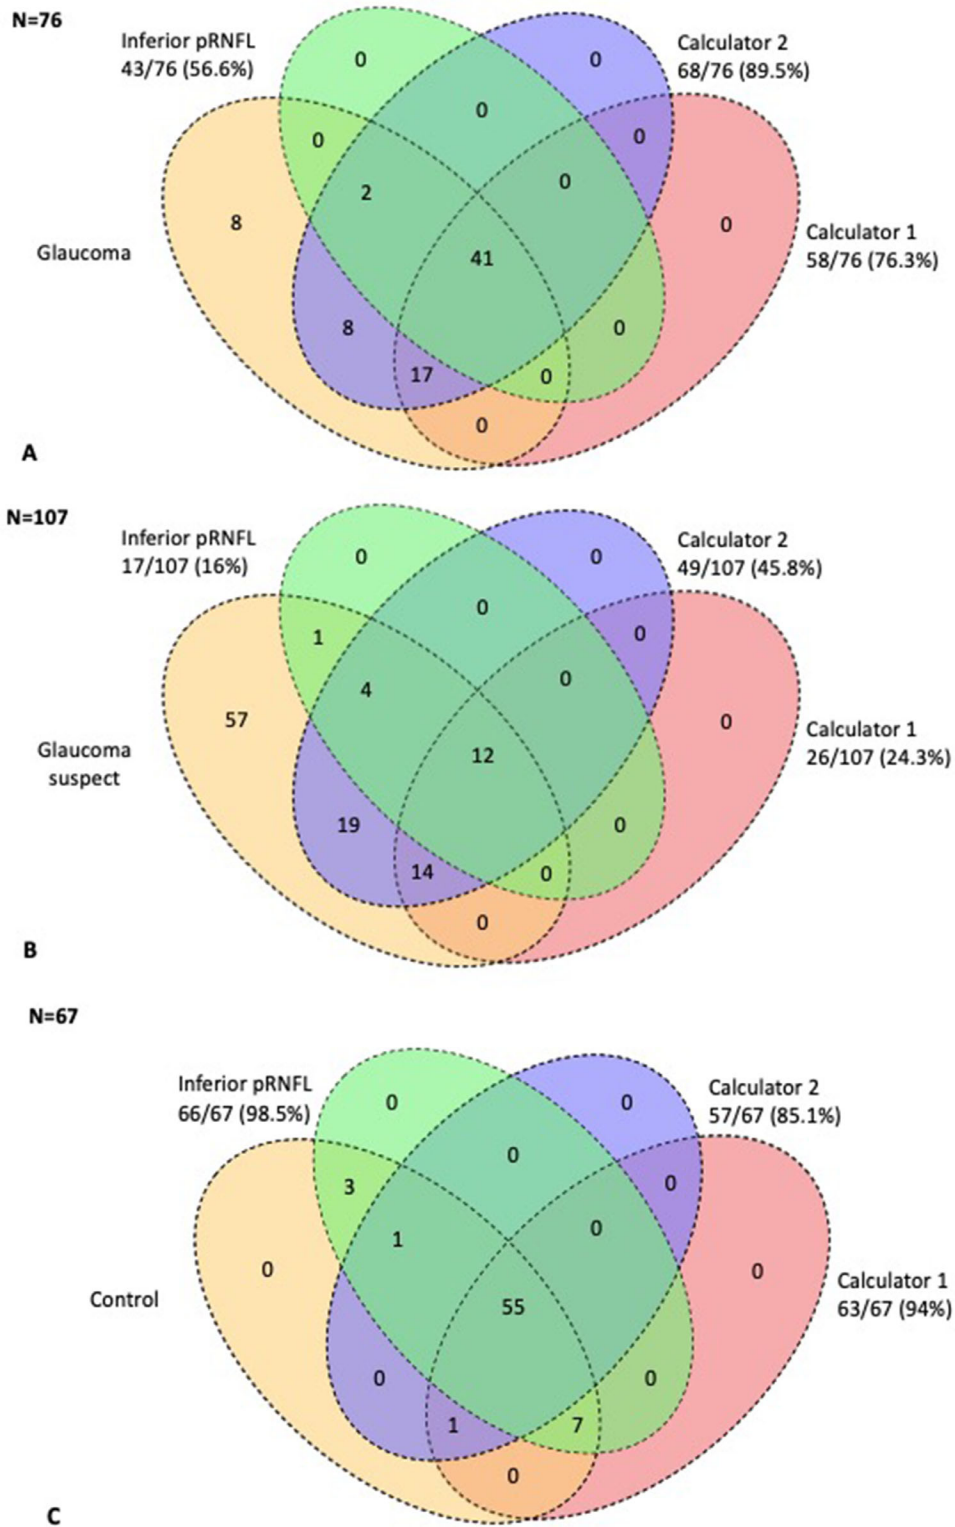 N=76
Inferior pRNFL
43/76 (56.6%)
Calculator 2
68/76 (89.5%)
0
0
0
0
0
2
0
8
0
Glaucoma
Calculator 1
58/76 (76.3%)
41
8
0
17
0
0
A
N=107
Inferior pRNFL
17/107 (16%)
Calculator 2
49/107 (45.8%)
0
0
0
1
0
4
0
57
0
Glaucoma
suspect
Calculator 1
26/107 (24.3%)
12
19
0
14
0
0
B
N=67
Inferior pRNFL
66/67 (98.5%)
Calculator 2
57/67 (85.1%)
0
0
0
3
0
1
0
0
0
Control
Calculator 1
63/67 (94%)
55
0
0
1
7
0
C